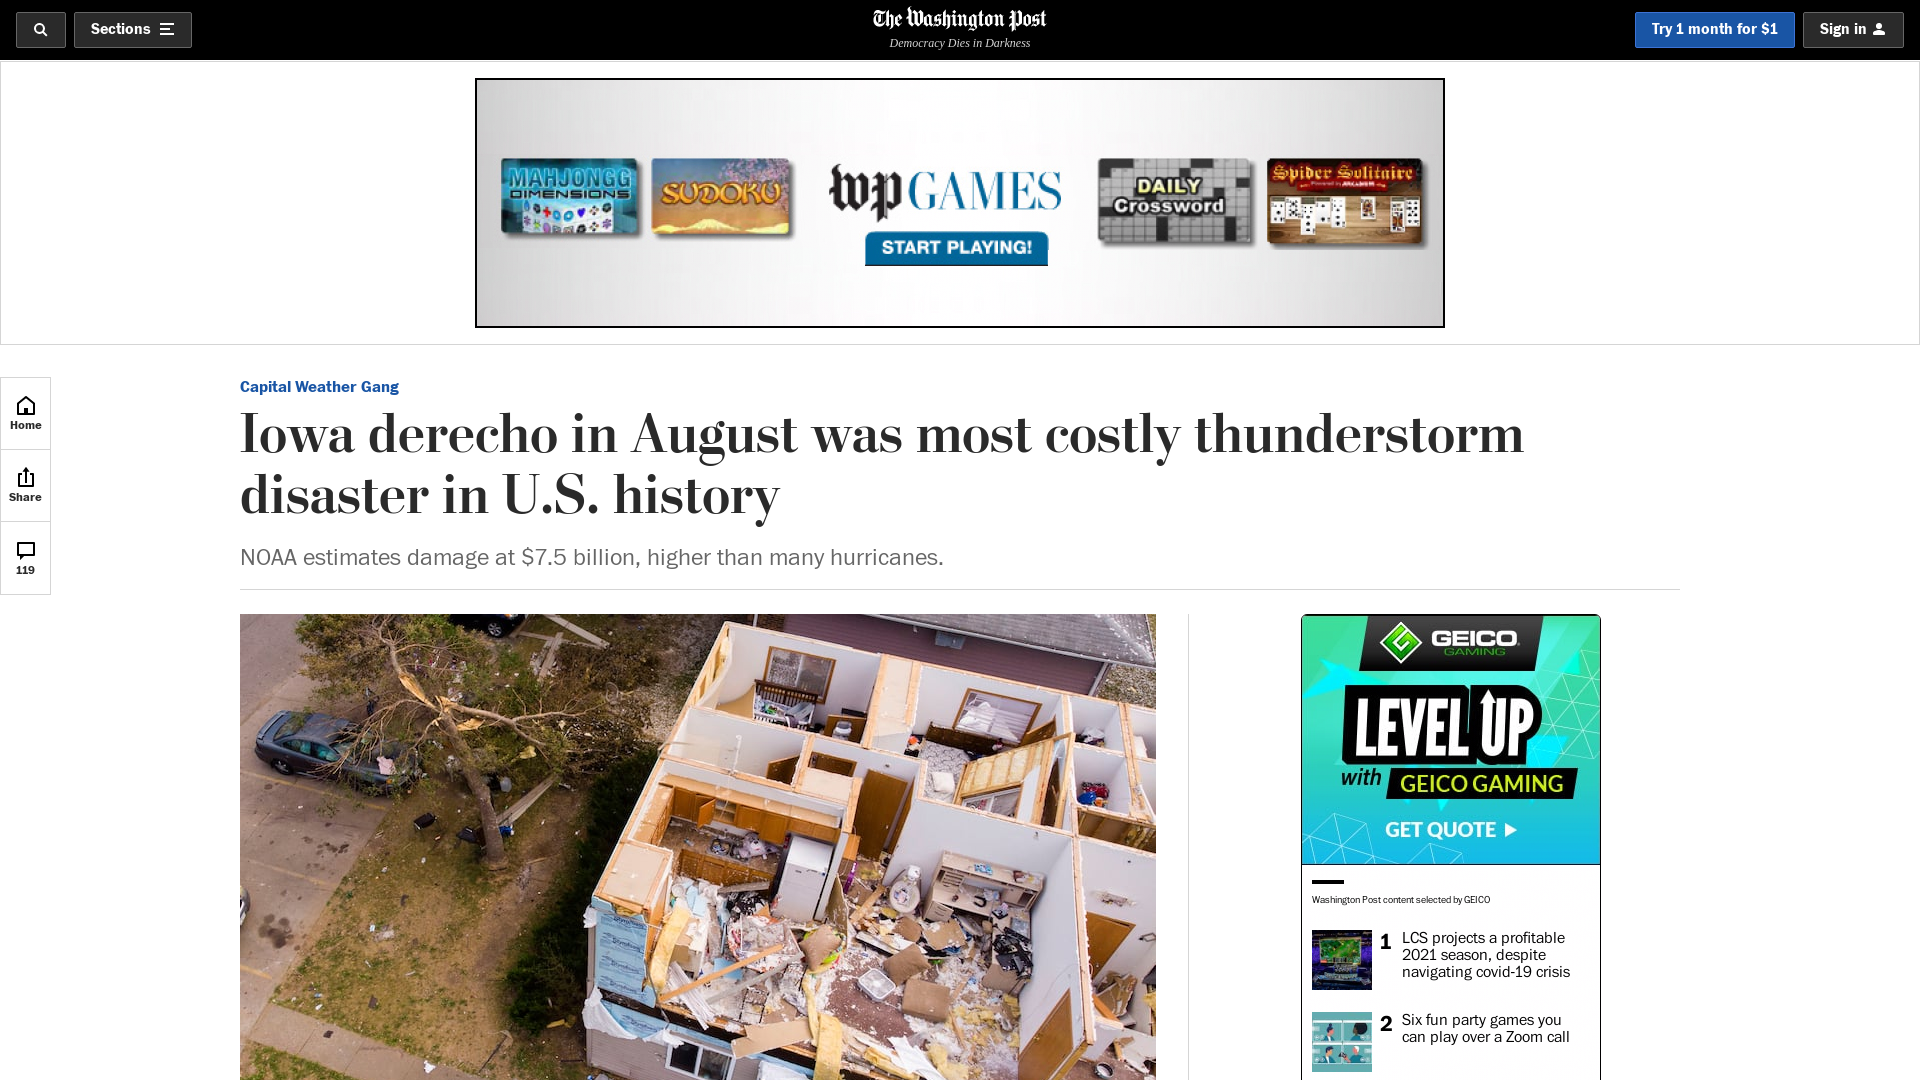 Sections
The Washington Post
Democracy Dies in Darkness
Try 1 month for $1
Sign in
MAHJONGG
DIMENSIONS
SUDOKU
wp GAMES
START PLAYING!
DAILY
Crossword
Spider Solitaire
Home
Share
119
Capital Weather Gang
Iowa derecho in August was most costly thunderstorm
disaster in U.S. history
NOAA estimates damage at $7.5 billion, higher than many hurricanes.
GEICO
GAMING
LEVEL UP
with GEICO GAMING
GET QUOTE
Washington Post content selected by GEICO
1 LCS projects a profitable
2021 season, despite
navigating covid-19 crisis
2 Six fun party games you
can play over a Zoom call